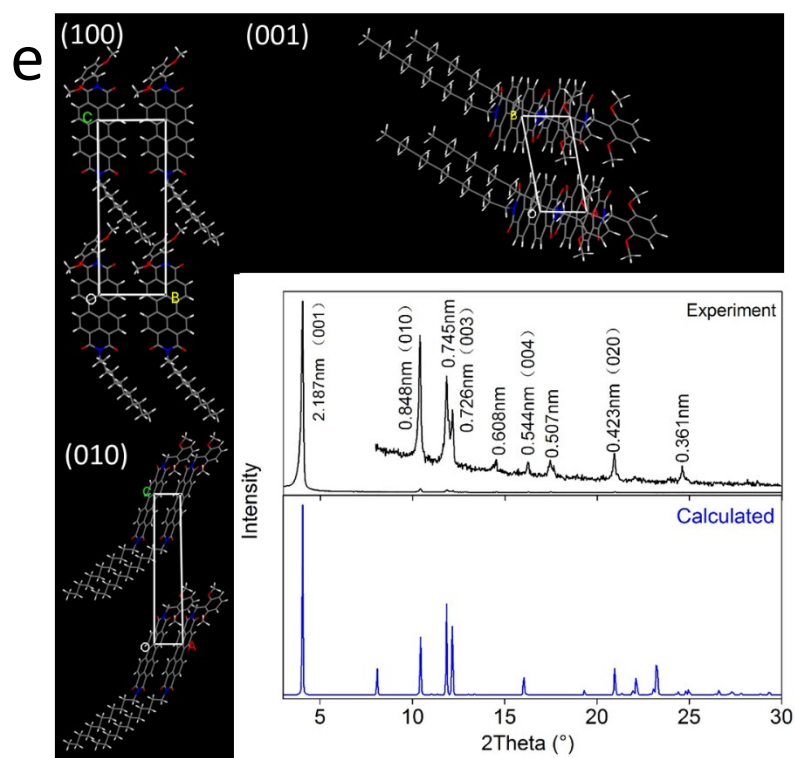 e
(100)
C
O
B
(001)
B
O
(010)
C
O
A
Experiment
2.187nm（001）
0.848nm（010）
0.745nm
0.726nm（003）
0.608nm
0.544nm（004）
0.507nm
0.423nm（020）
0.361nm
Calculated
Intensity
5 10 15 20 25 30
2Theta (°)